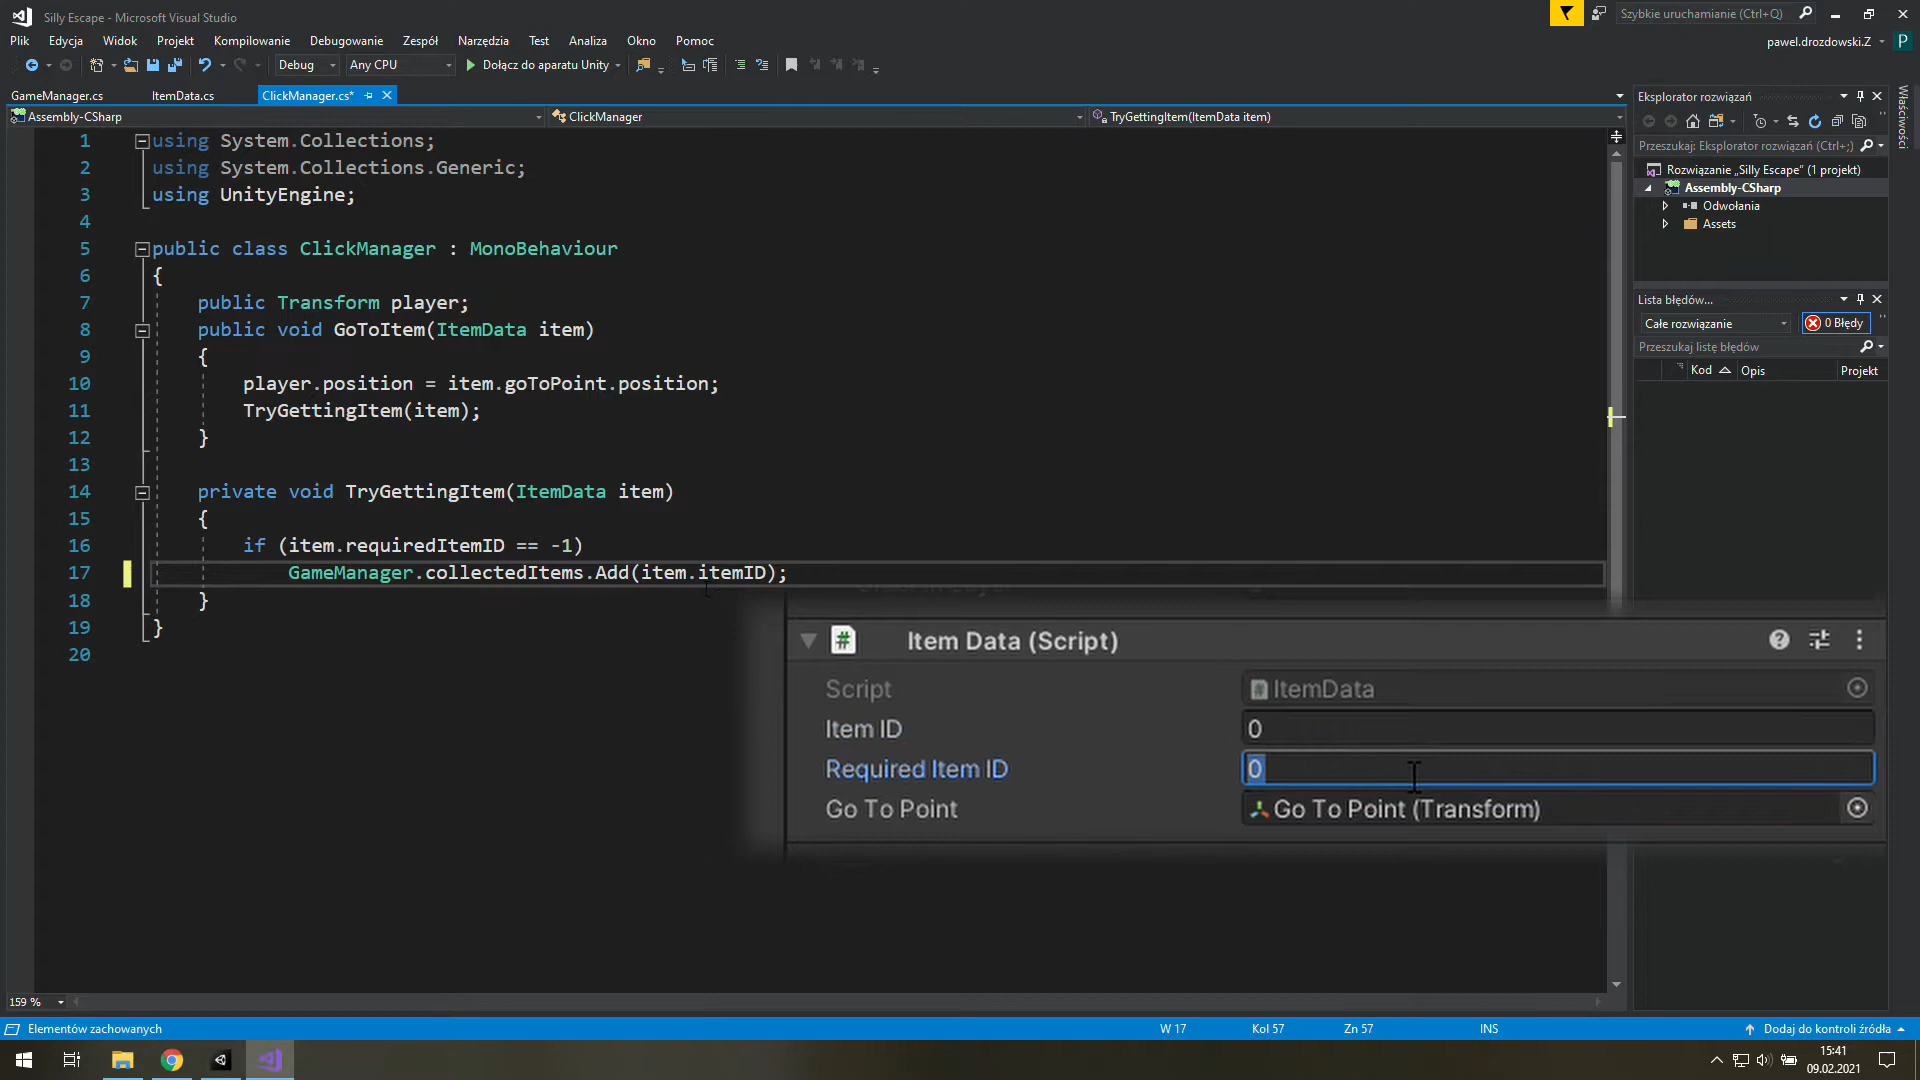 Silly Escape - Microsoft Visual Studio
Szybkie uruchamianie (Ctrl+Q)
Plik Edycja Widok Projekt Kompilowanie Debugowanie Zespół Narzędzia Test Analiza Okno Pomoc
pawel.drozdowski.Z
P
Debug Any CPU Dołącz do aparatu Unity
GameManager.cs ItemData.cs ClickManager.cs*
Assembly-CSharp ClickManager TryGettingItem(ItemData item)
1 using System.Collections;
2 using System.Collections.Generic;
3 using UnityEngine;
4
5 public class ClickManager : MonoBehaviour
6 {
7 public Transform player;
8 public void GoToItem(ItemData item)
9 {
10 player.position = item.goToPoint.position;
11 TryGettingItem(item);
12 }
13
14 private void TryGettingItem(ItemData item)
15 {
16 if (item.requiredItemID == -1)
17 GameManager.collectedItems.Add(item.itemID);
18 }
19 }
20
Eksplorator rozwiązań
Przeszukaj: Eksplorator rozwiązań (Ctrl+;)
Rozwiązanie „Silly Escape” (1 projekt)
Assembly-CSharp
Odwołania
Assets
Właściwości
Lista błędów...
Całe rozwiązanie 0 Błędy
Przeszukaj listę błędów
Kod Opis Projekt
# Item Data (Script)
Script ItemData
Item ID 0
Required Item ID 0
Go To Point Go To Point (Transform)
159 %
Elementów zachowanych W 17 Kol 57 Zn 57 INS Dodaj do kontroli źródła
15:41
09.02.2021